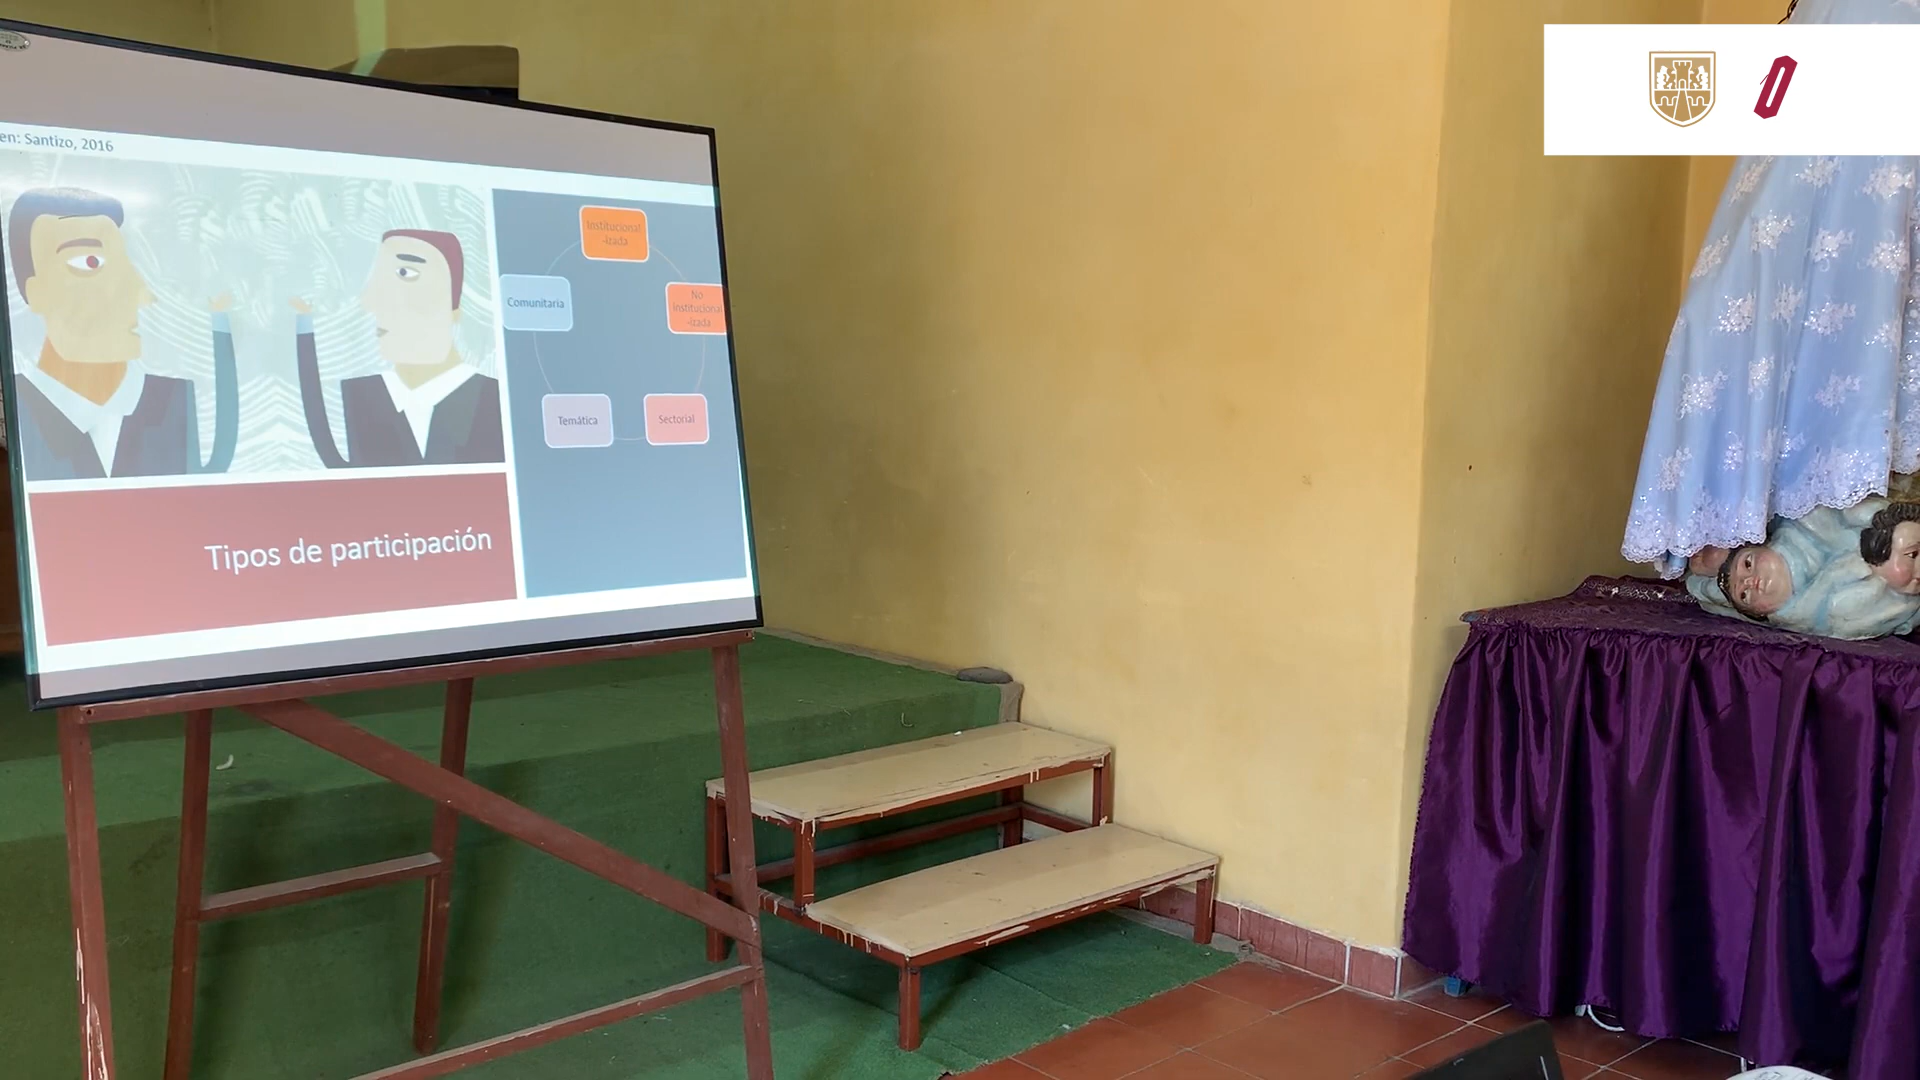 en: Santizo, 2016
Institucional
-izada
Comunitaria
No
Institucional
-izada
Temática
Sectorial
Tipos de participación